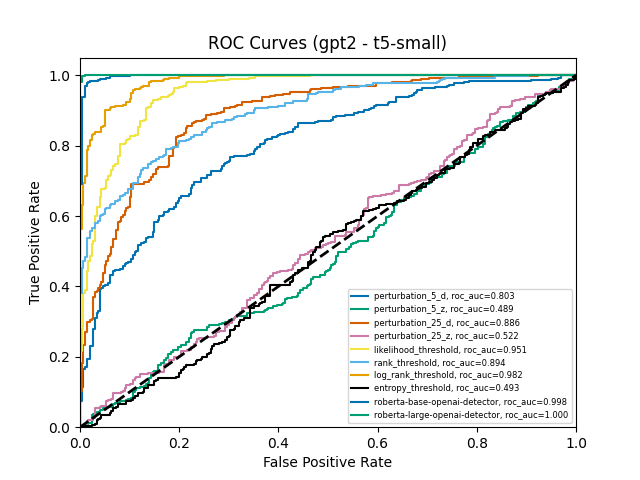 ROC Curves (gpt2 - t5-small)
True Positive Rate
1.0
0.8
0.6
0.4
0.2
0.0
0.0 0.2 0.4 0.6 0.8 1.0
False Positive Rate
perturbation_5_d, roc_auc=0.803
perturbation_5_z, roc_auc=0.489
perturbation_25_d, roc_auc=0.886
perturbation_25_z, roc_auc=0.522
likelihood_threshold, roc_auc=0.951
rank_threshold, roc_auc=0.894
log_rank_threshold, roc_auc=0.982
entropy_threshold, roc_auc=0.493
roberta-base-openai-detector, roc_auc=0.998
roberta-large-openai-detector, roc_auc=1.000